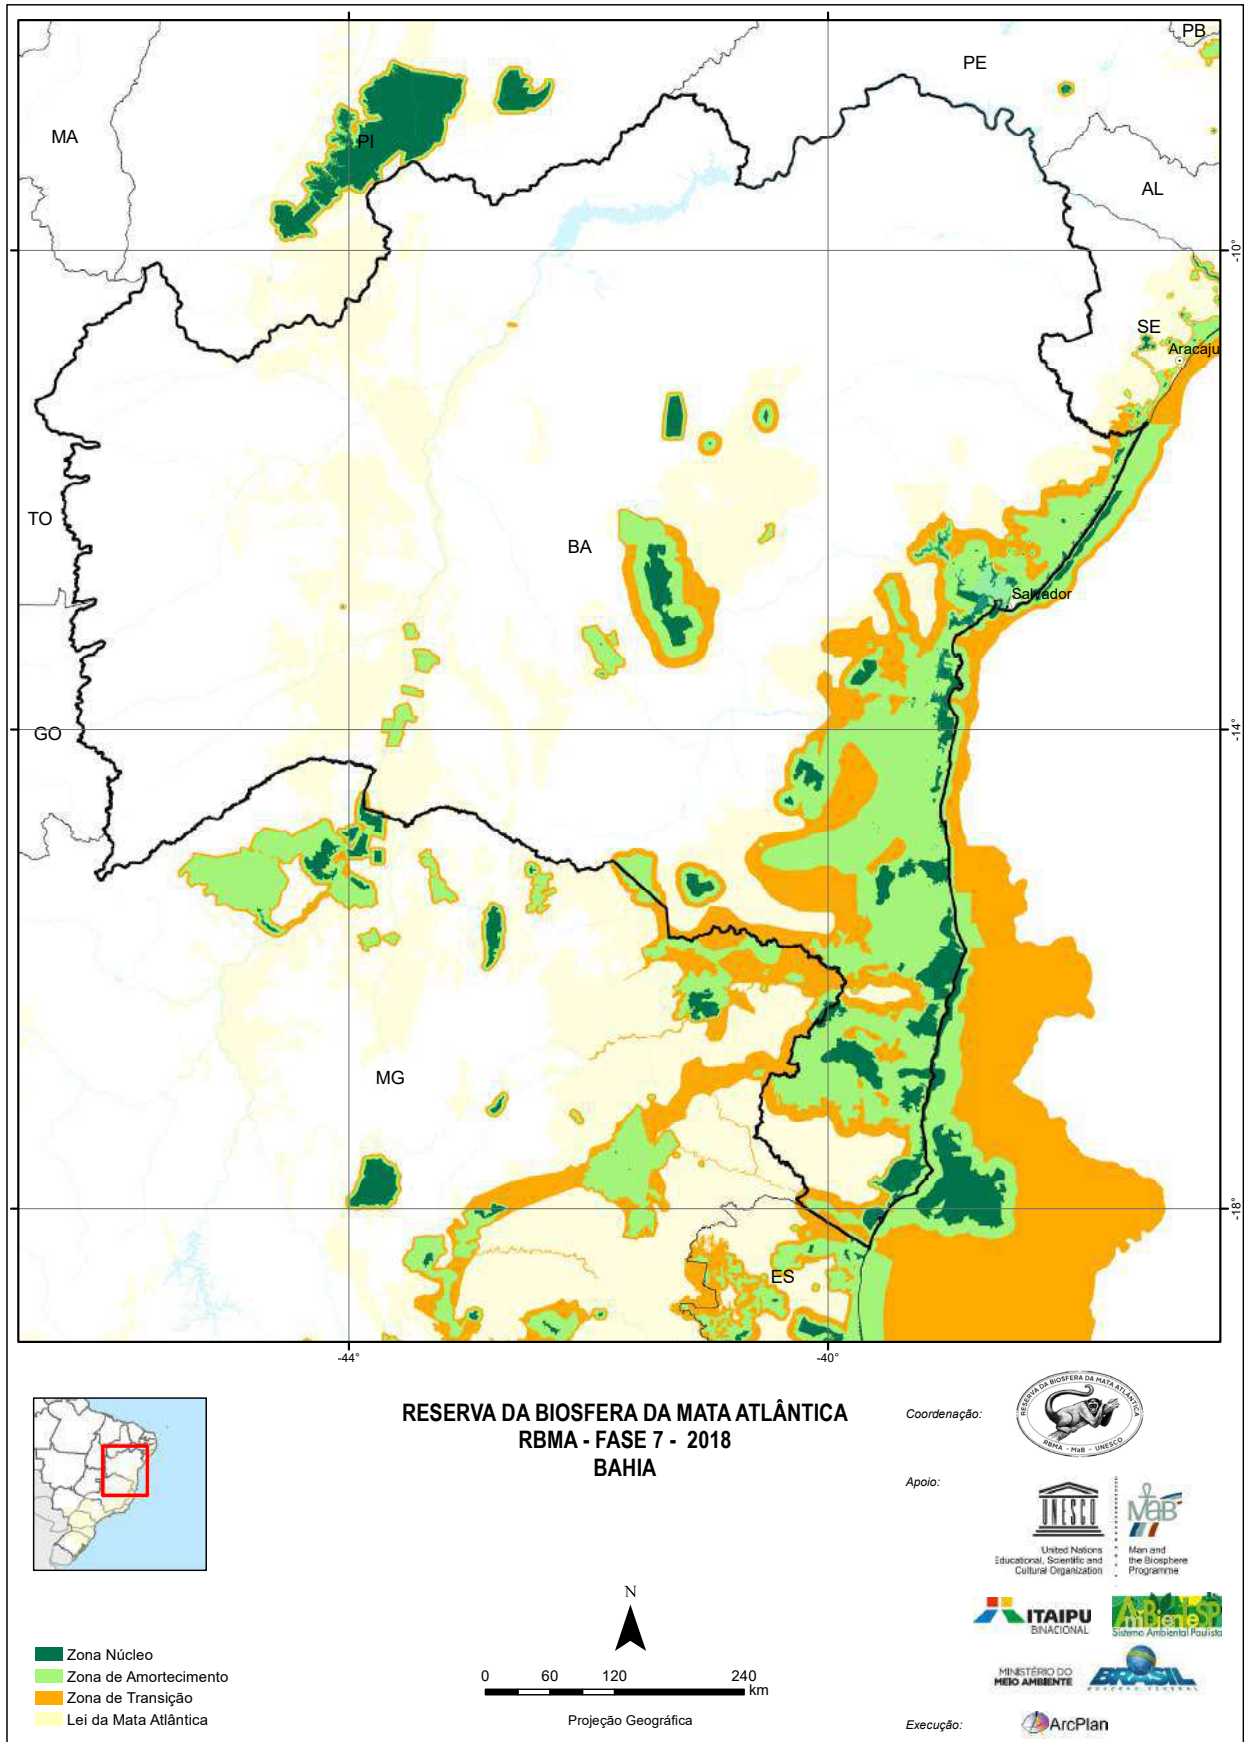 PB
PE
MA
PI
AL
-10°
SE
Aracaju
TO
BA
Salvador
GO
-14°
MG
-18°
ES
-44°
-40°
RESERVA DA BIOSFERA DA MATA ATLÂNTICA
RBMA - FASE 7 - 2018
BAHIA
Coordenação:
RESERVA DA BIOSFERA DA MATA ATLÂNTICA
RBMA - MaB - UNESCO
Apoio:
UNESCO
MaB
United Nations
Educational, Scientific and
Cultural Organization
Man and
the Biosphere
Programme
ITAIPU
BINACIONAL
AmBienteSP
Sistema Ambiental Paulista
MINISTÉRIO DO
MEIO AMBIENTE
BRASIL
GOVERNO FEDERAL
Execução:
ArcPlan
N
0 60 120 240
km
Projeção Geográfica
Zona Núcleo
Zona de Amortecimento
Zona de Transição
Lei da Mata Atlântica